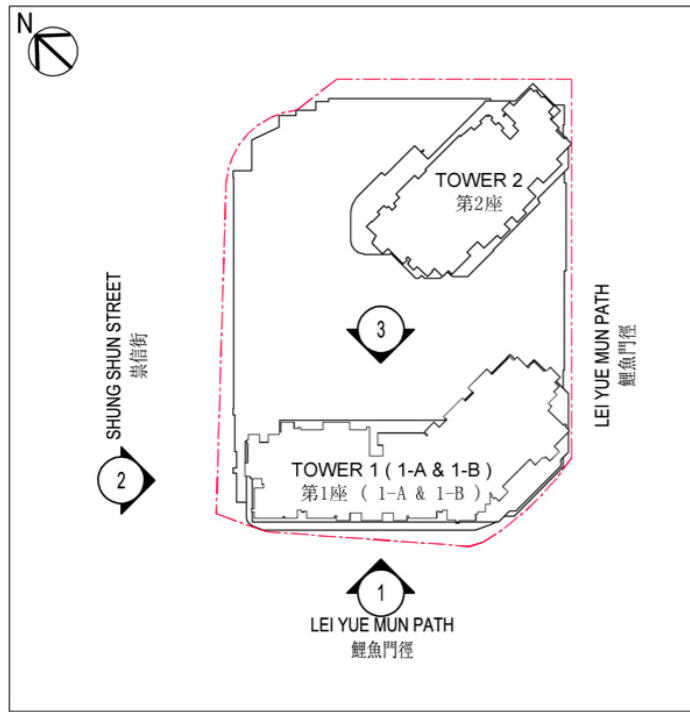 N
TOWER 2
第2座
SHUNG SHUN STREET
崇信街
3
LEI YUE MUN PATH
鯉魚門徑
TOWER 1 ( 1-A & 1-B )
第1座 ( 1-A & 1-B )
2
1
LEI YUE MUN PATH
鯉魚門徑